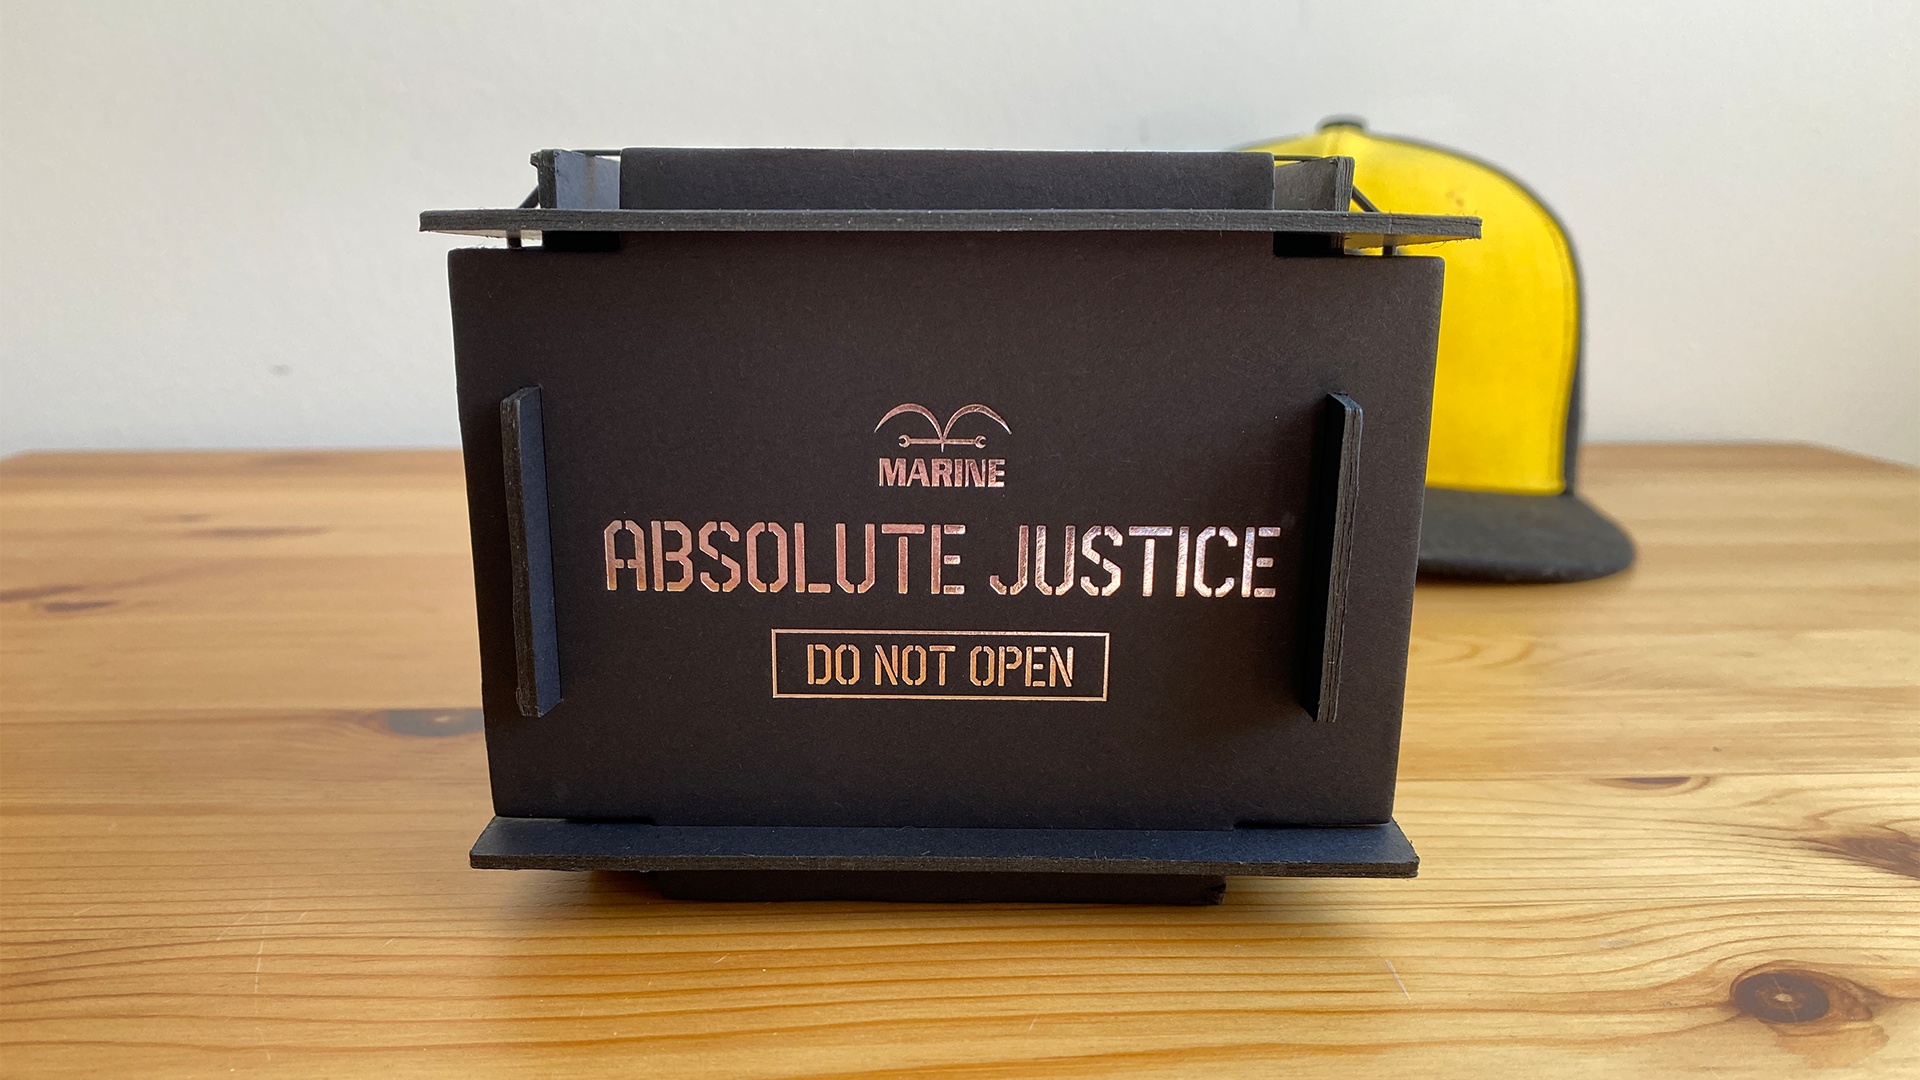 MARINE
ABSOLUTE JUSTICE
DO NOT OPEN